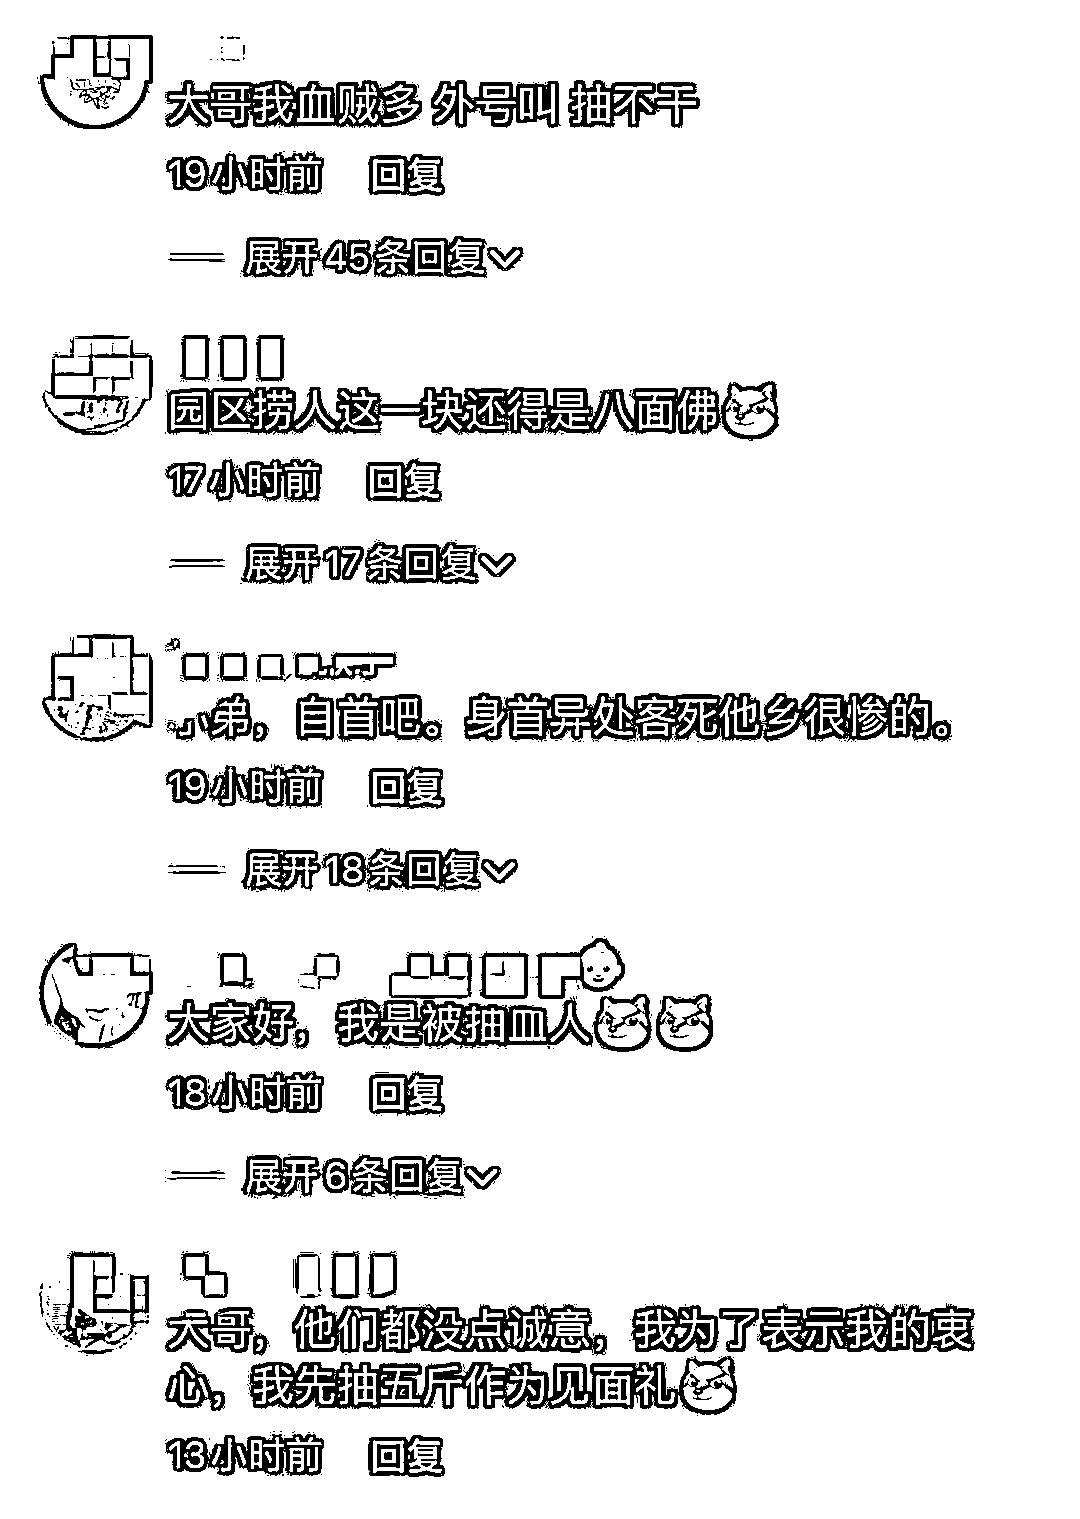 大哥我血贼多 外号叫 抽不干
19小时前 回复
展开45条回复
园区捞人这一块还得是八面佛
17小时前 回复
展开17条回复
小弟，自首吧。身首异处客死他乡很惨的。
19小时前 回复
展开18条回复
大家好，我是被抽血人
18小时前 回复
展开6条回复
大哥，他们都没点诚意，我为了表示我的衷
心，我先抽五斤作为见面礼
13小时前 回复